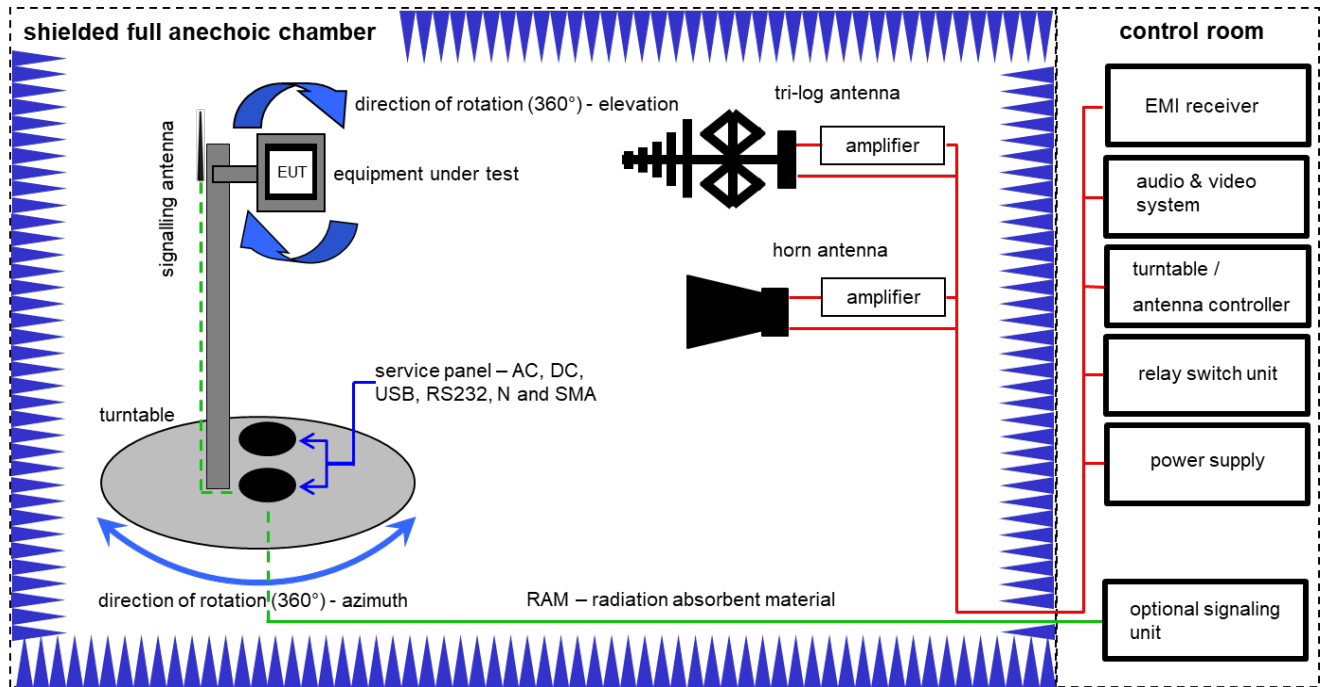 shielded full anechoic chamber
control room
direction of rotation (360°) - elevation
tri-log antenna
amplifier
signalling antenna
EUT
equipment under test
horn antenna
amplifier
service panel – AC, DC,
USB, RS232, N and SMA
turntable
direction of rotation (360°) - azimuth
RAM – radiation absorbent material
EMI receiver
audio & video
system
turntable /
antenna controller
relay switch unit
power supply
optional signaling
unit